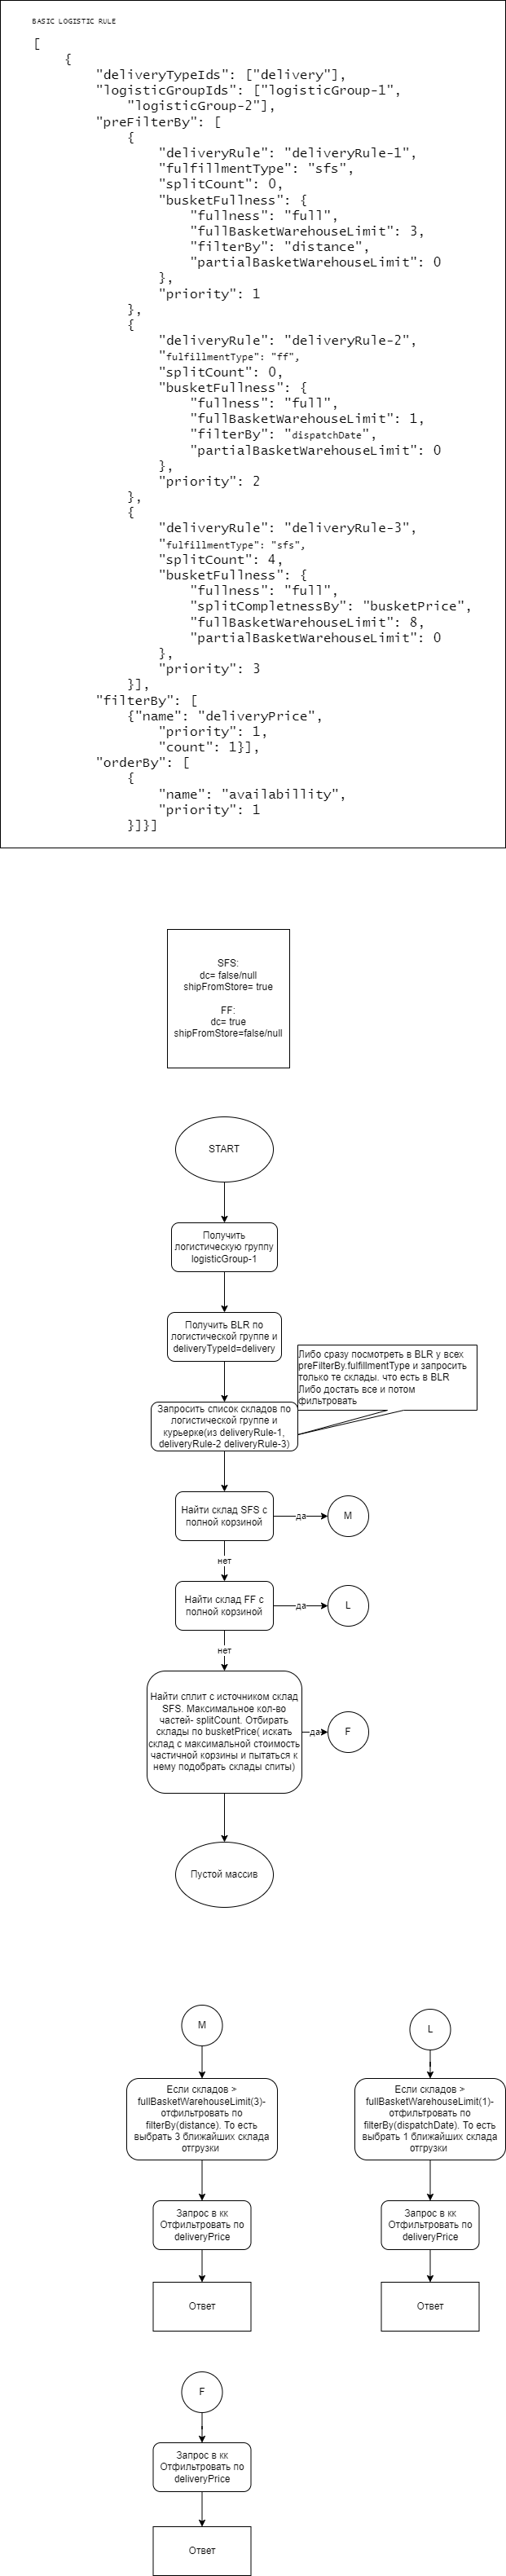 BASIC LOGISTIC RULE
[
{
"deliveryTypeIds": ["delivery"],
"logisticGroupIds": ["logisticGroup-1",
"logisticGroup-2"],
"preFilterBy": [
{
"deliveryRule": "deliveryRule-1",
"fulfillmentType": "sfs",
"splitCount": 0,
"busketFullness": {
"fullness": "full",
"fullBasketWarehouseLimit": 3,
"filterBy": "distance",
"partialBasketWarehouseLimit": 0
},
"priority": 1
},
{
"deliveryRule": "deliveryRule-2",
"fulfillmentType": "ff",
"splitCount": 0,
"busketFullness": {
"fullness": "full",
"fullBasketWarehouseLimit": 1,
"filterBy": "dispatchDate",
"partialBasketWarehouseLimit": 0
},
"priority": 2
},
{
"deliveryRule": "deliveryRule-3",
"fulfillmentType": "sfs",
"splitCount": 4,
"busketFullness": {
"fullness": "full",
"splitCompletnessBy": "busketPrice",
"fullBasketWarehouseLimit": 8,
"partialBasketWarehouseLimit": 0
},
"priority": 3
}],
"filterBy": [
{"name": "deliveryPrice",
"priority": 1,
"count": 1}],
"orderBy": [
{
"name": "availabillity",
"priority": 1
}]}]
SFS:
dc= false/null
shipFromStore= true
FF:
dc= true
shipFromStore=false/null
START
Получить
логистическую группу
logisticGroup-1
Получить BLR по
логистической группе и
deliveryTypeId=delivery
Либо сразу посмотреть в BLR у всех
preFilterBy.fulfillmentType и запросить
только те склады. что есть в BLR
Либо достать все и потом
фильтровать
Запросить список складов по
логистической группе и
курьерке(из deliveryRule-1,
deliveryRule-2 deliveryRule-3)
Найти склад SFS с
полной корзиной
да
M
нет
Найти склад FF с
полной корзиной
да
L
нет
Найти сплит с источником склад
SFS. Максимальное кол-во
частей- splitCount. Отбирать
склады по busketPrice( искать
склад с максимальной стоимость
частичной корзины и пытаться к
нему подобрать склады спиты)
да
F
Пустой массив
M
Если складов >
fullBasketWarehouseLimit(3)-
отфильтровать по
filterBy(distance). То есть
выбрать 3 ближайших склада
отгрузки
Запрос в кк
Отфильтровать по
deliveryPrice
Ответ
L
Если складов >
fullBasketWarehouseLimit(1)-
отфильтровать по
filterBy(dispatchDate). То есть
выбрать 1 ближайших склада
отгрузки
Запрос в кк
Отфильтровать по
deliveryPrice
Ответ
F
Запрос в кк
Отфильтровать по
deliveryPrice
Ответ